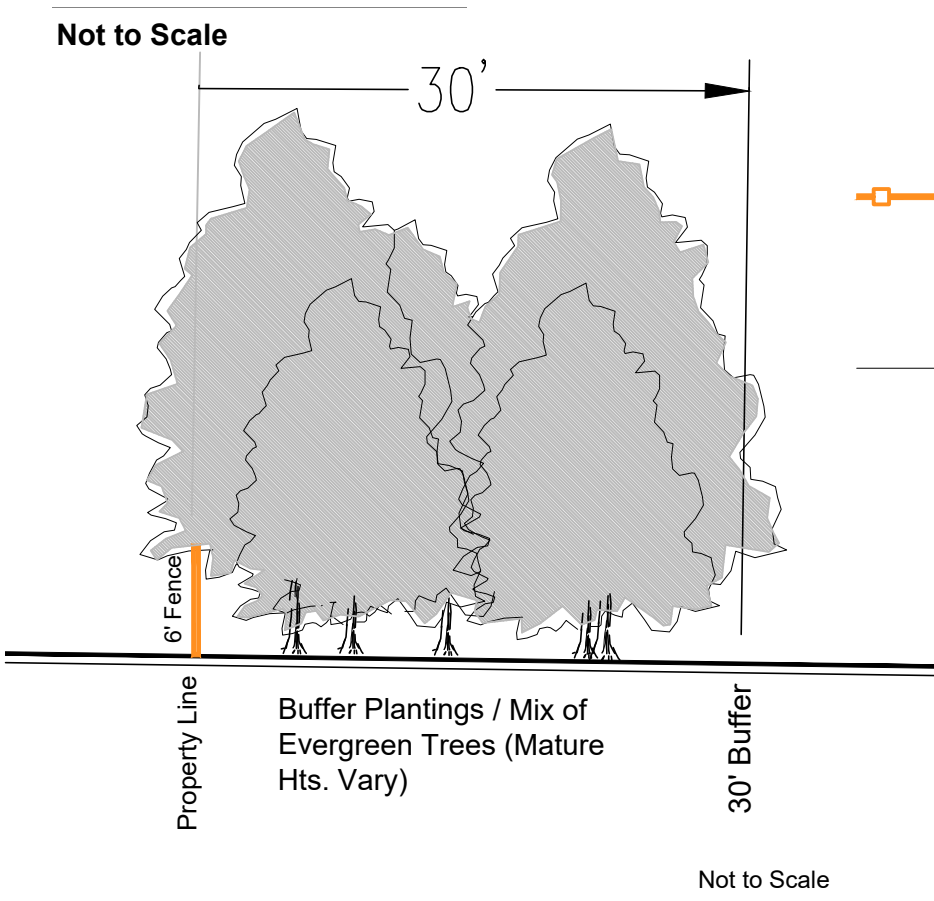 Not to Scale
30'
6' Fence
Property Line
Buffer Plantings / Mix of
Evergreen Trees (Mature
Hts. Vary)
30' Buffer
Not to Scale